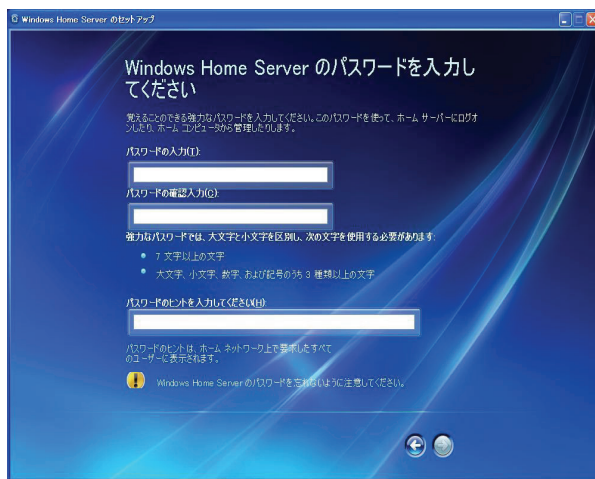 Windows Home Server のセットアップ
Windows Home Server のパスワードを入力し
てください
覚えることのできる強力なパスワードを入力してください。このパスワードを使って、ホーム サーバーにログオ
ンしたり、ホーム コンピュータから管理したりします。
パスワードの入力(I):
パスワードの確認入力(C):
強力なパスワードでは、大文字と小文字を区別し、次の文字を使用する必要があります:
• 7 文字以上の文字
• 大文字、小文字、数字、および記号のうち 3 種類以上の文字
パスワードのヒントを入力してください(H):
パスワードのヒントは、ホーム ネットワーク上で要求したすべて
のユーザーに表示されます。
Windows Home Server のパスワードを忘れないように注意してください。